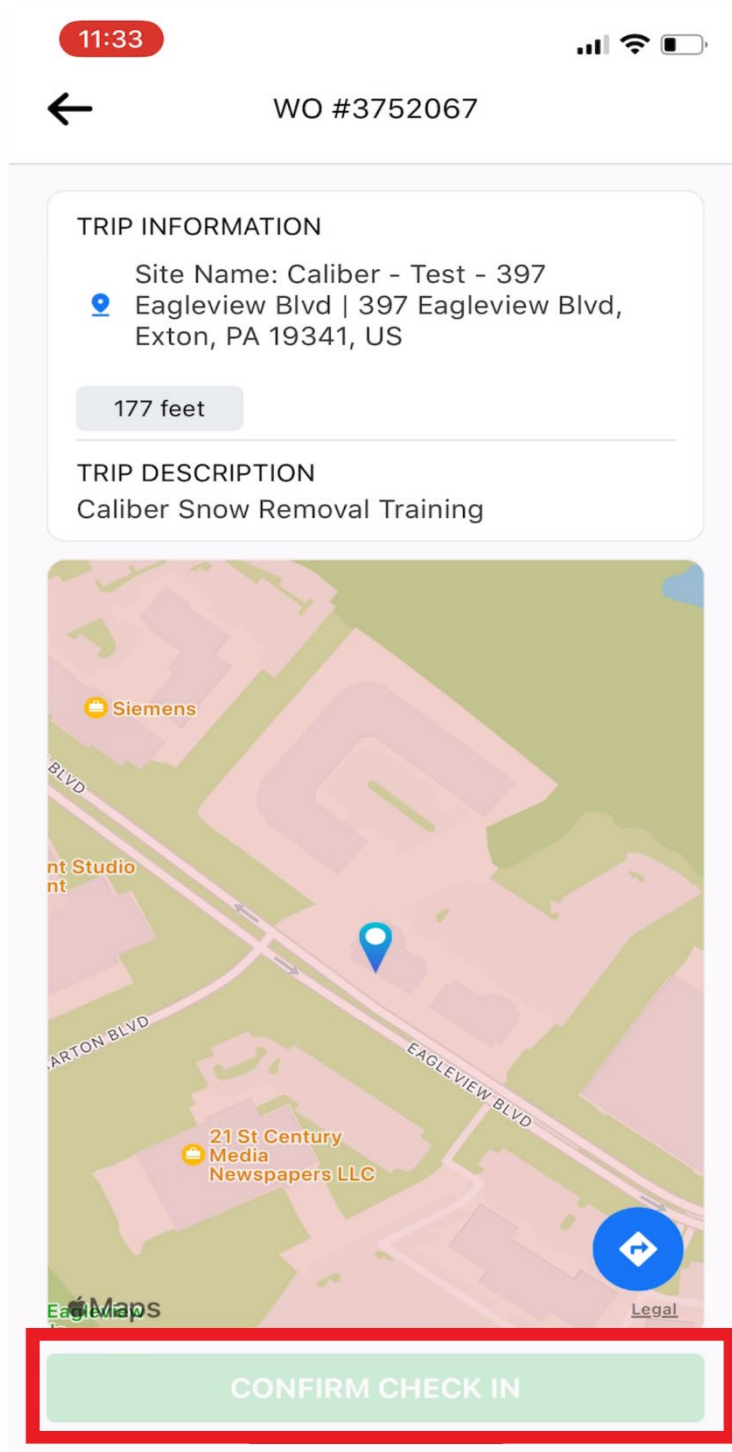 11:33
WO #3752067
TRIP INFORMATION
Site Name: Caliber - Test - 397
Eagleview Blvd | 397 Eagleview Blvd,
Exton, PA 19341, US
177 feet
TRIP DESCRIPTION
Caliber Snow Removal Training
Siemens
BLVD
nt Studio
nt
ARTON BLVD
EAGLEVIEW BLVD
21 St Century
Media
Newspapers LLC
Eagleview
Maps
Legal
CONFIRM CHECK IN